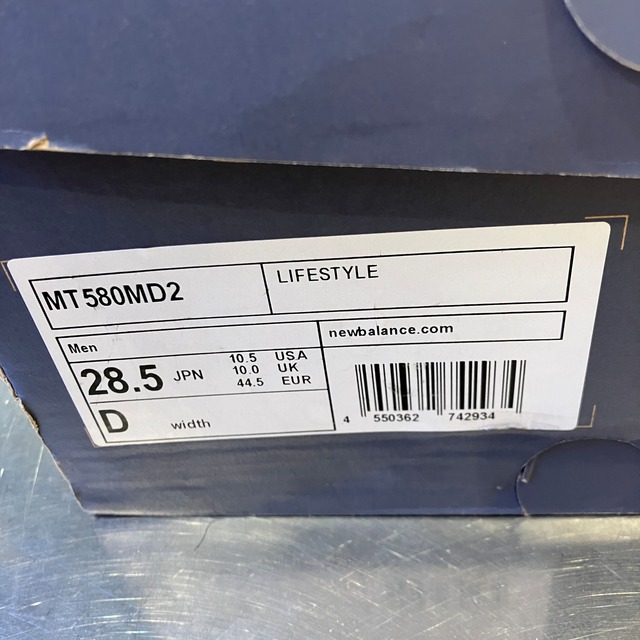 MT580MD2
LIFESTYLE
Men
newbalance.com
28.5 JPN
10.5 USA
10.0 UK
44.5 EUR
D width
4 550362 742934